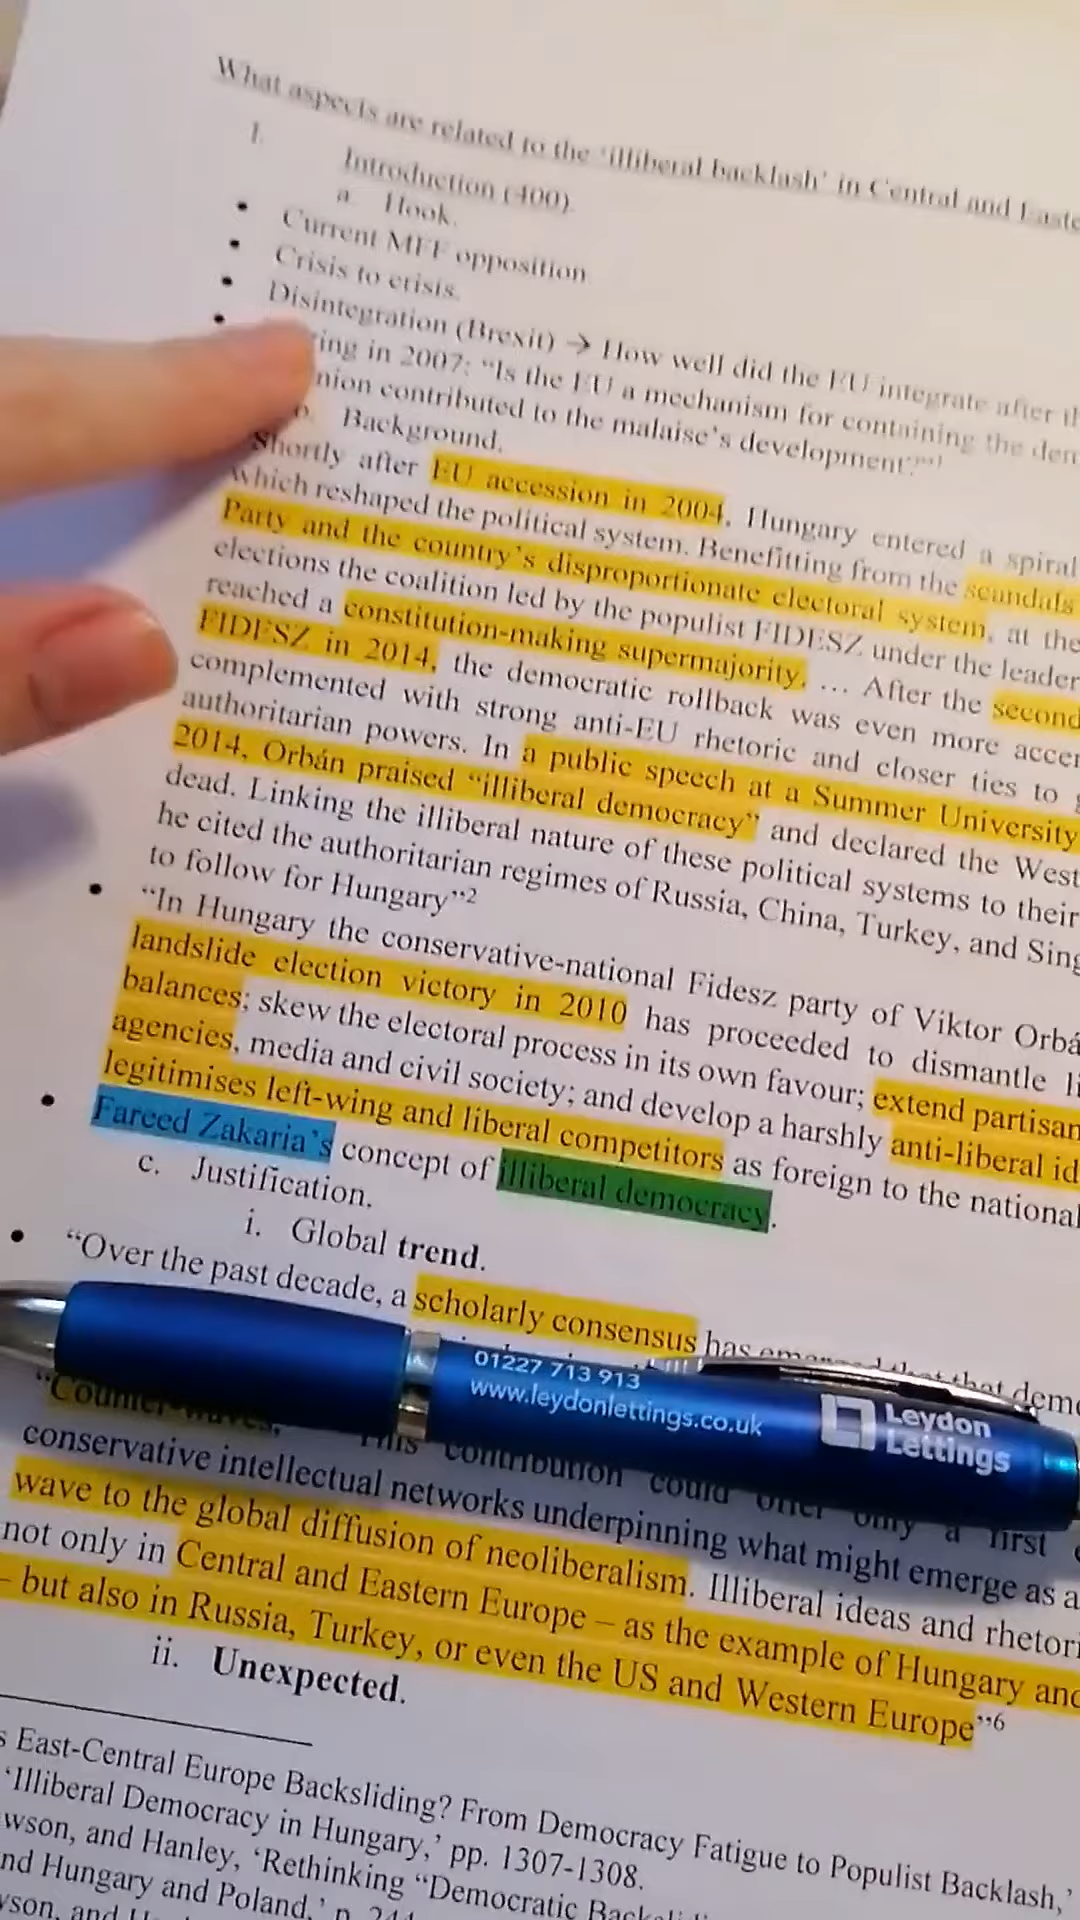 What aspects are related to the 'illiberal backlash' in Central and
I.
Introduction (400).
a. Hook.
• Current MFF opposition
• Crisis to crisis.
• Disintegration (Brexit) → How well did the EU integrate after
• in 2007: "Is the EU a mechanism for containing the
contributed to the malaise's development?"¹
b. Background.
Shortly after EU accession in 2004, Hungary entered a spiral
which reshaped the political system. Benefitting from the scandals
Party and the country's disproportionate electoral system, at the
elections the coalition led by the populist FIDESZ under the
reached a constitution-making supermajority. … After the second
FIDESZ in 2014, the democratic rollback was even more
complemented with strong anti-EU rhetoric and closer ties to
authoritarian powers. In a public speech at a Summer University
2014, Orbán praised "illiberal democracy" and declared the West
dead. Linking the illiberal nature of these political systems to their
he cited the authoritarian regimes of Russia, China, Turkey, and
to follow for Hungary"²
• "In Hungary the conservative-national Fidesz party of Viktor
landslide election victory in 2010 has proceeded to dismantle
balances; skew the electoral process in its own favour; extend partisan
agencies, media and civil society; and develop a harshly anti-liberal
legitimises left-wing and liberal competitors as foreign to the national
• Fareed Zakaria's concept of illiberal democracy.
c. Justification.
i. Global trend.
• "Over the past decade, a scholarly consensus has
01227 713 913
www.leydonlettings.co.uk
Leydon
Lettings
contribution could offer only a first
conservative intellectual networks underpinning what might emerge as a
wave to the global diffusion of neoliberalism. Illiberal ideas and
not only in Central and Eastern Europe – as the example of Hungary and
– but also in Russia, Turkey, or even the US and Western Europe"⁶
ii. Unexpected.
East-Central Europe Backsliding? From Democracy Fatigue to Populist Backlash,'
'Illiberal Democracy in Hungary,' pp. 1307-1308.
and Hanley, 'Rethinking "Democratic
Hungary and Poland,' p.
and